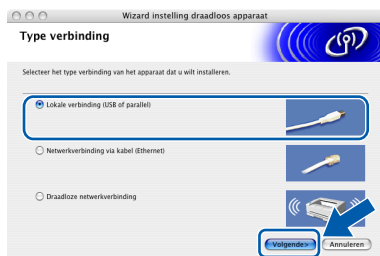 Wizard instelling draadloos apparaat
Type verbinding
Selecteer het type verbinding van het apparaat dat u wilt installeren.
Lokale verbinding (USB of parallel)
Netwerkverbinding via kabel (Ethernet)
Draadloze netwerkverbinding
Volgende>
Annuleren